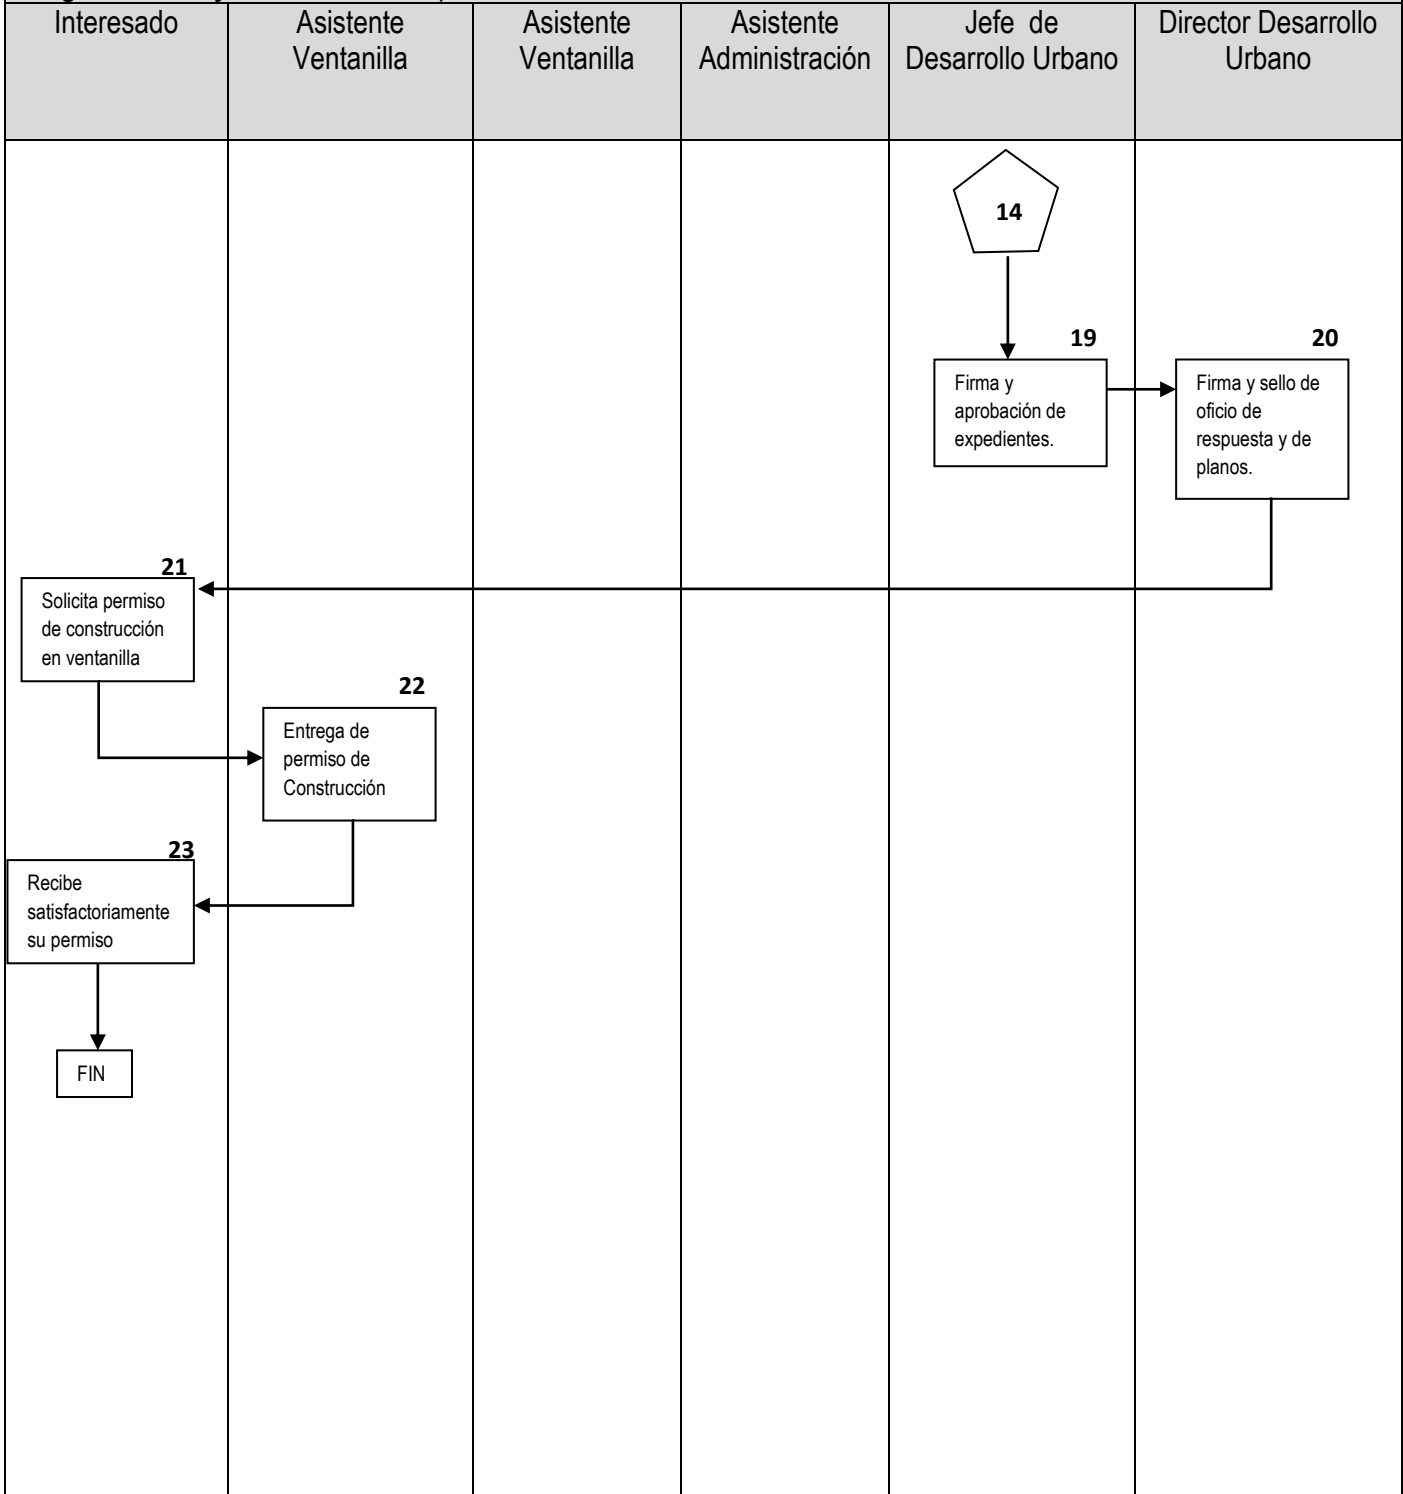 Interesado
Asistente
Ventanilla
Asistente
Ventanilla
Asistente
Administración
Jefe de
Desarrollo Urbano
Director Desarrollo
Urbano
14
19
Firma y
aprobación de
expedientes.
20
Firma y sello de
oficio de
respuesta y de
planos.
21
Solicita permiso
de construcción
en ventanilla
22
Entrega de
permiso de
Construcción
23
Recibe
satisfactoriamente
su permiso
FIN